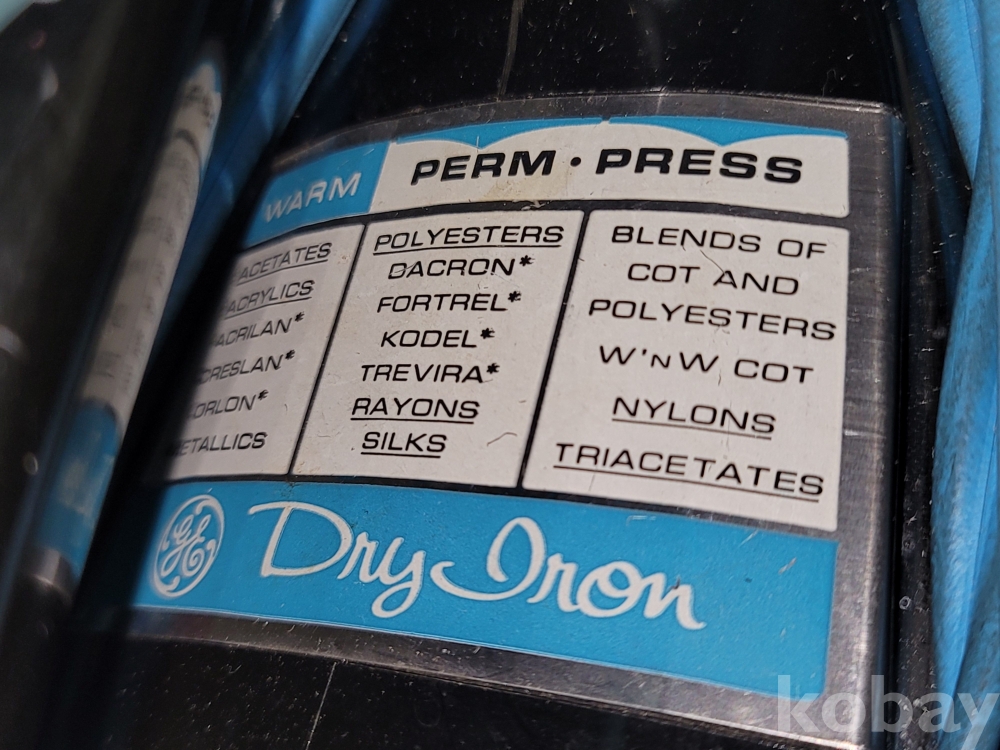 WARM
PERM · PRESS
ACETATES
ACRYLICS
ACRILAN*
CRESLAN*
ORLON*
METALLICS
POLYESTERS
DACRON*
FORTREL*
KODEL*
TREVIRA*
RAYONS
SILKS
BLENDS OF
COT AND
POLYESTERS
W'NW COT
NYLONS
TRIACETATES
GE Dry Iron
kobay